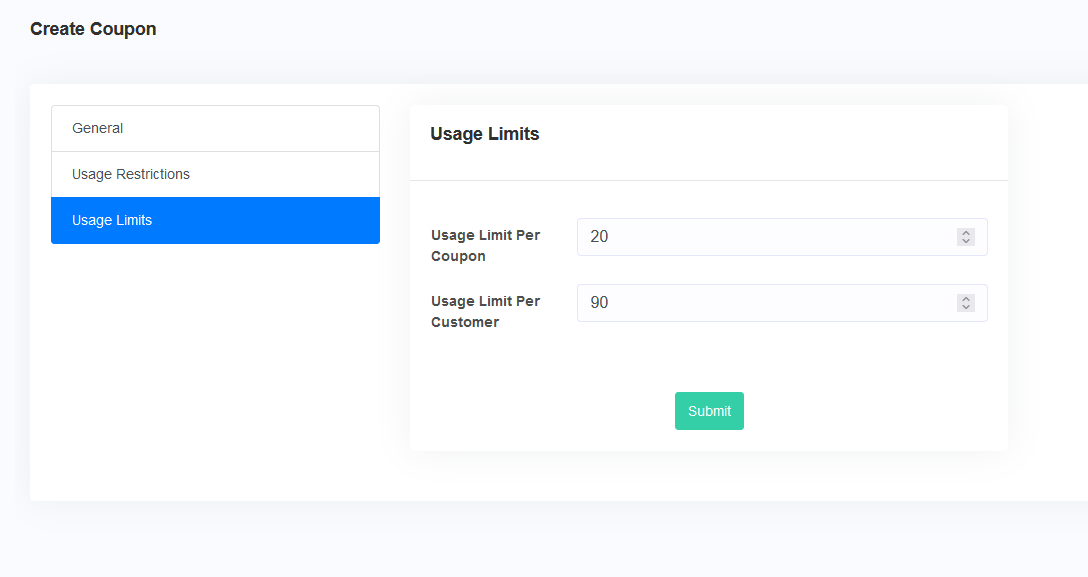 Create Coupon
General
Usage Restrictions
Usage Limits
Usage Limits
Usage Limit Per
Coupon
20
Usage Limit Per
Customer
90
Submit